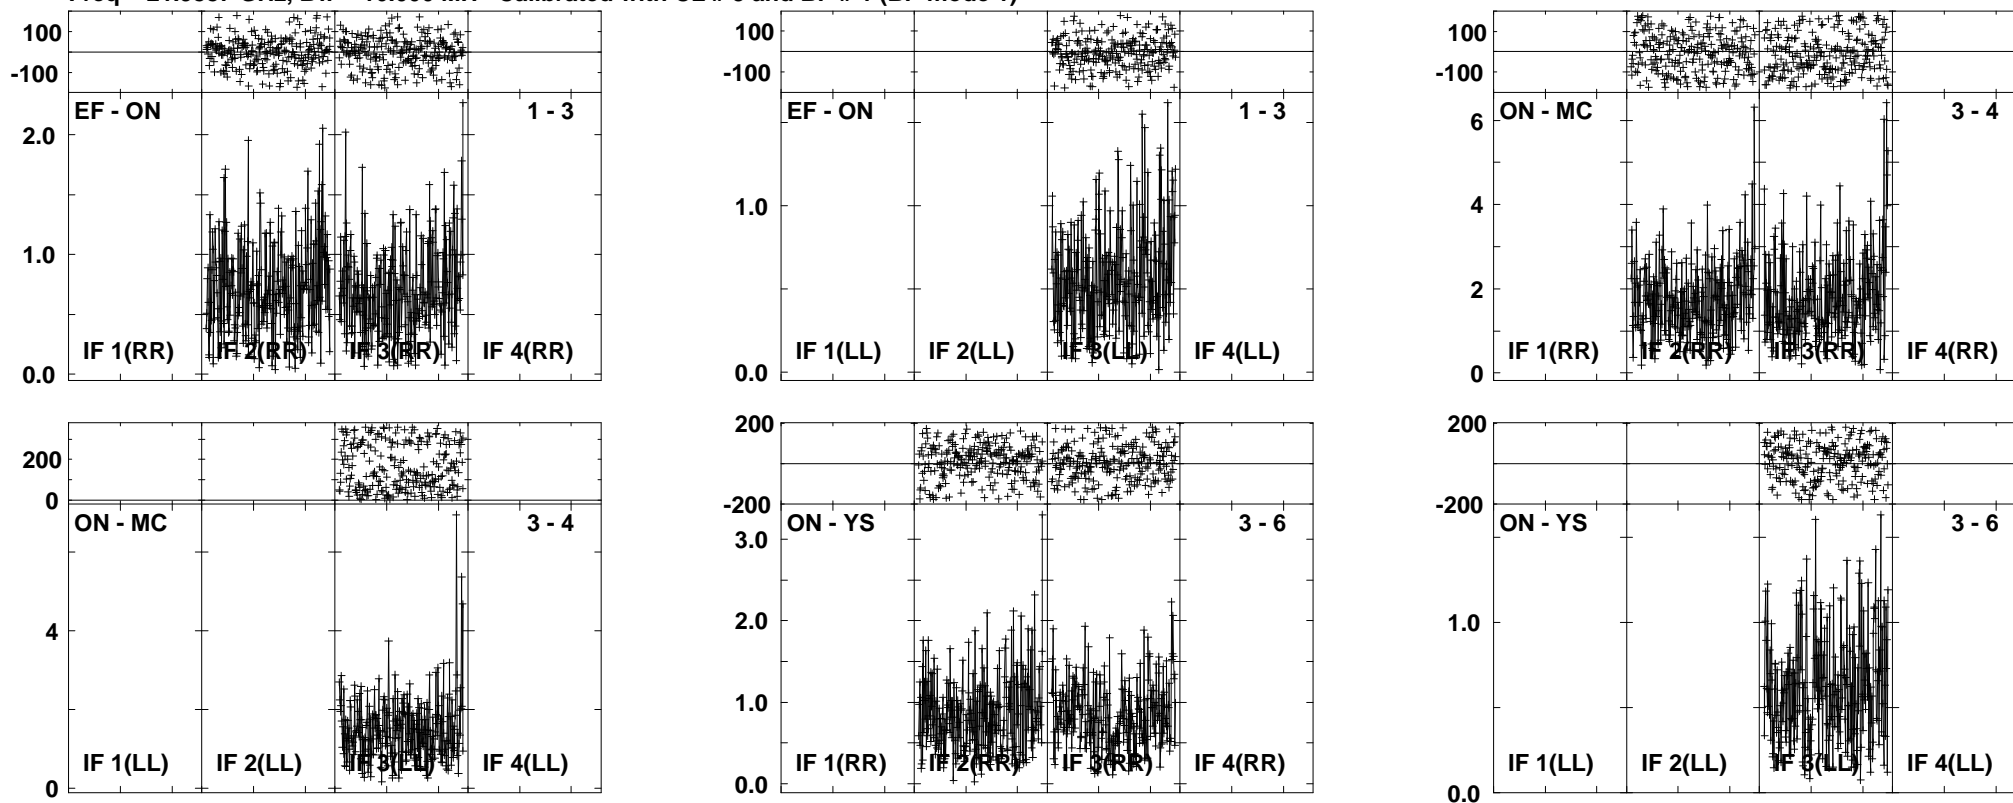 100
-100
EF - ON 1 - 3
2.0
1.0
0.0
IF 1(RR) IF 2(RR) IF 3(RR) IF 4(RR)
100
-100
EF - ON 1 - 3
1.0
0.0
IF 1(LL) IF 2(LL) IF 3(LL) IF 4(LL)
100
-100
ON - MC 3 - 4
6
4
2
0
IF 1(RR) IF 2(RR) IF 3(RR) IF 4(RR)
200
0
ON - MC 3 - 4
4
0
IF 1(LL) IF 2(LL) IF 3(LL) IF 4(LL)
200
-200
ON - YS 3 - 6
3.0
2.0
1.0
0.0
IF 1(RR) IF 2(RR) IF 3(RR) IF 4(RR)
200
-200
ON - YS 3 - 6
1.0
0.0
IF 1(LL) IF 2(LL) IF 3(LL) IF 4(LL)